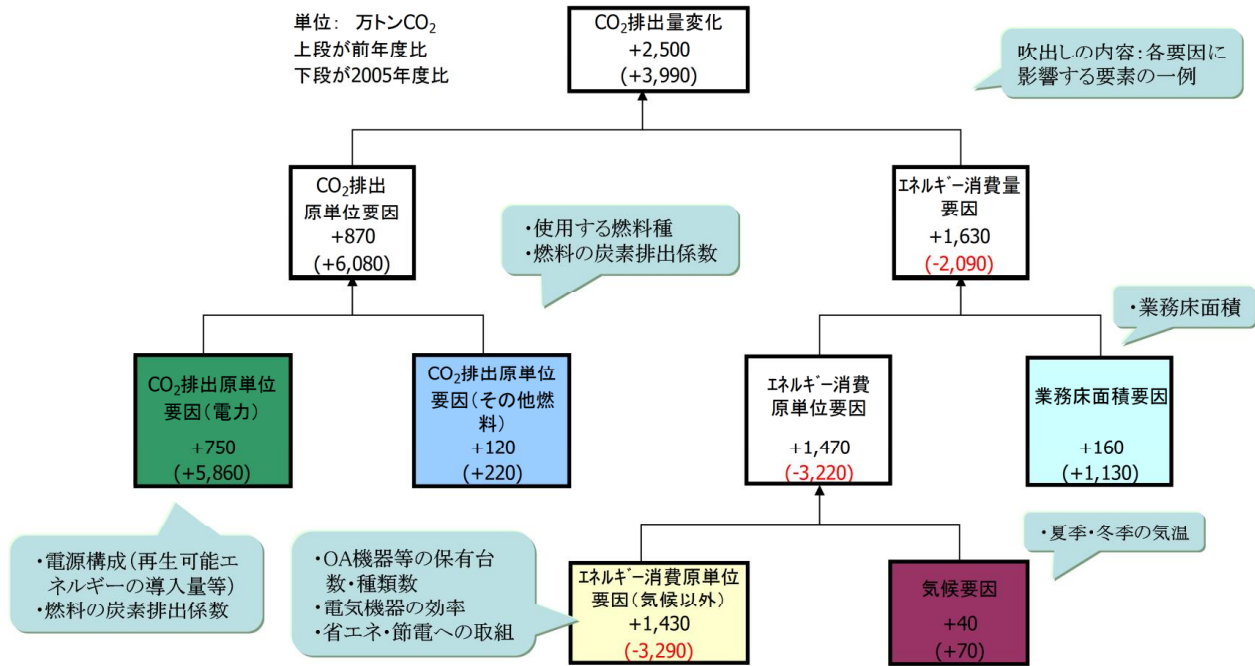 単位: 万トンCO₂
上段が前年度比
下段が2005年度比
CO₂排出量変化
+2,500
(+3,990)
吹出しの内容:各要因に
影響する要素の一例
CO₂排出
原単位要因
+870
(+6,080)
・使用する燃料種
・燃料の炭素排出係数
ｴﾈﾙｷﾞｰ消費量
要因
+1,630
(-2,090)
・業務床面積
CO₂排出原単位
要因(電力)
+750
(+5,860)
CO₂排出原単位
要因(その他燃
料)
+120
(+220)
ｴﾈﾙｷﾞｰ消費
原単位要因
+1,470
(-3,220)
業務床面積要因
+160
(+1,130)
・電源構成(再生可能エ
ネルギーの導入量等)
・燃料の炭素排出係数
・OA機器等の保有台
数・種類数
・電気機器の効率
・省エネ・節電への取組
ｴﾈﾙｷﾞｰ消費原単位
要因(気候以外)
+1,430
(-3,290)
・夏季・冬季の気温
気候要因
+40
(+70)